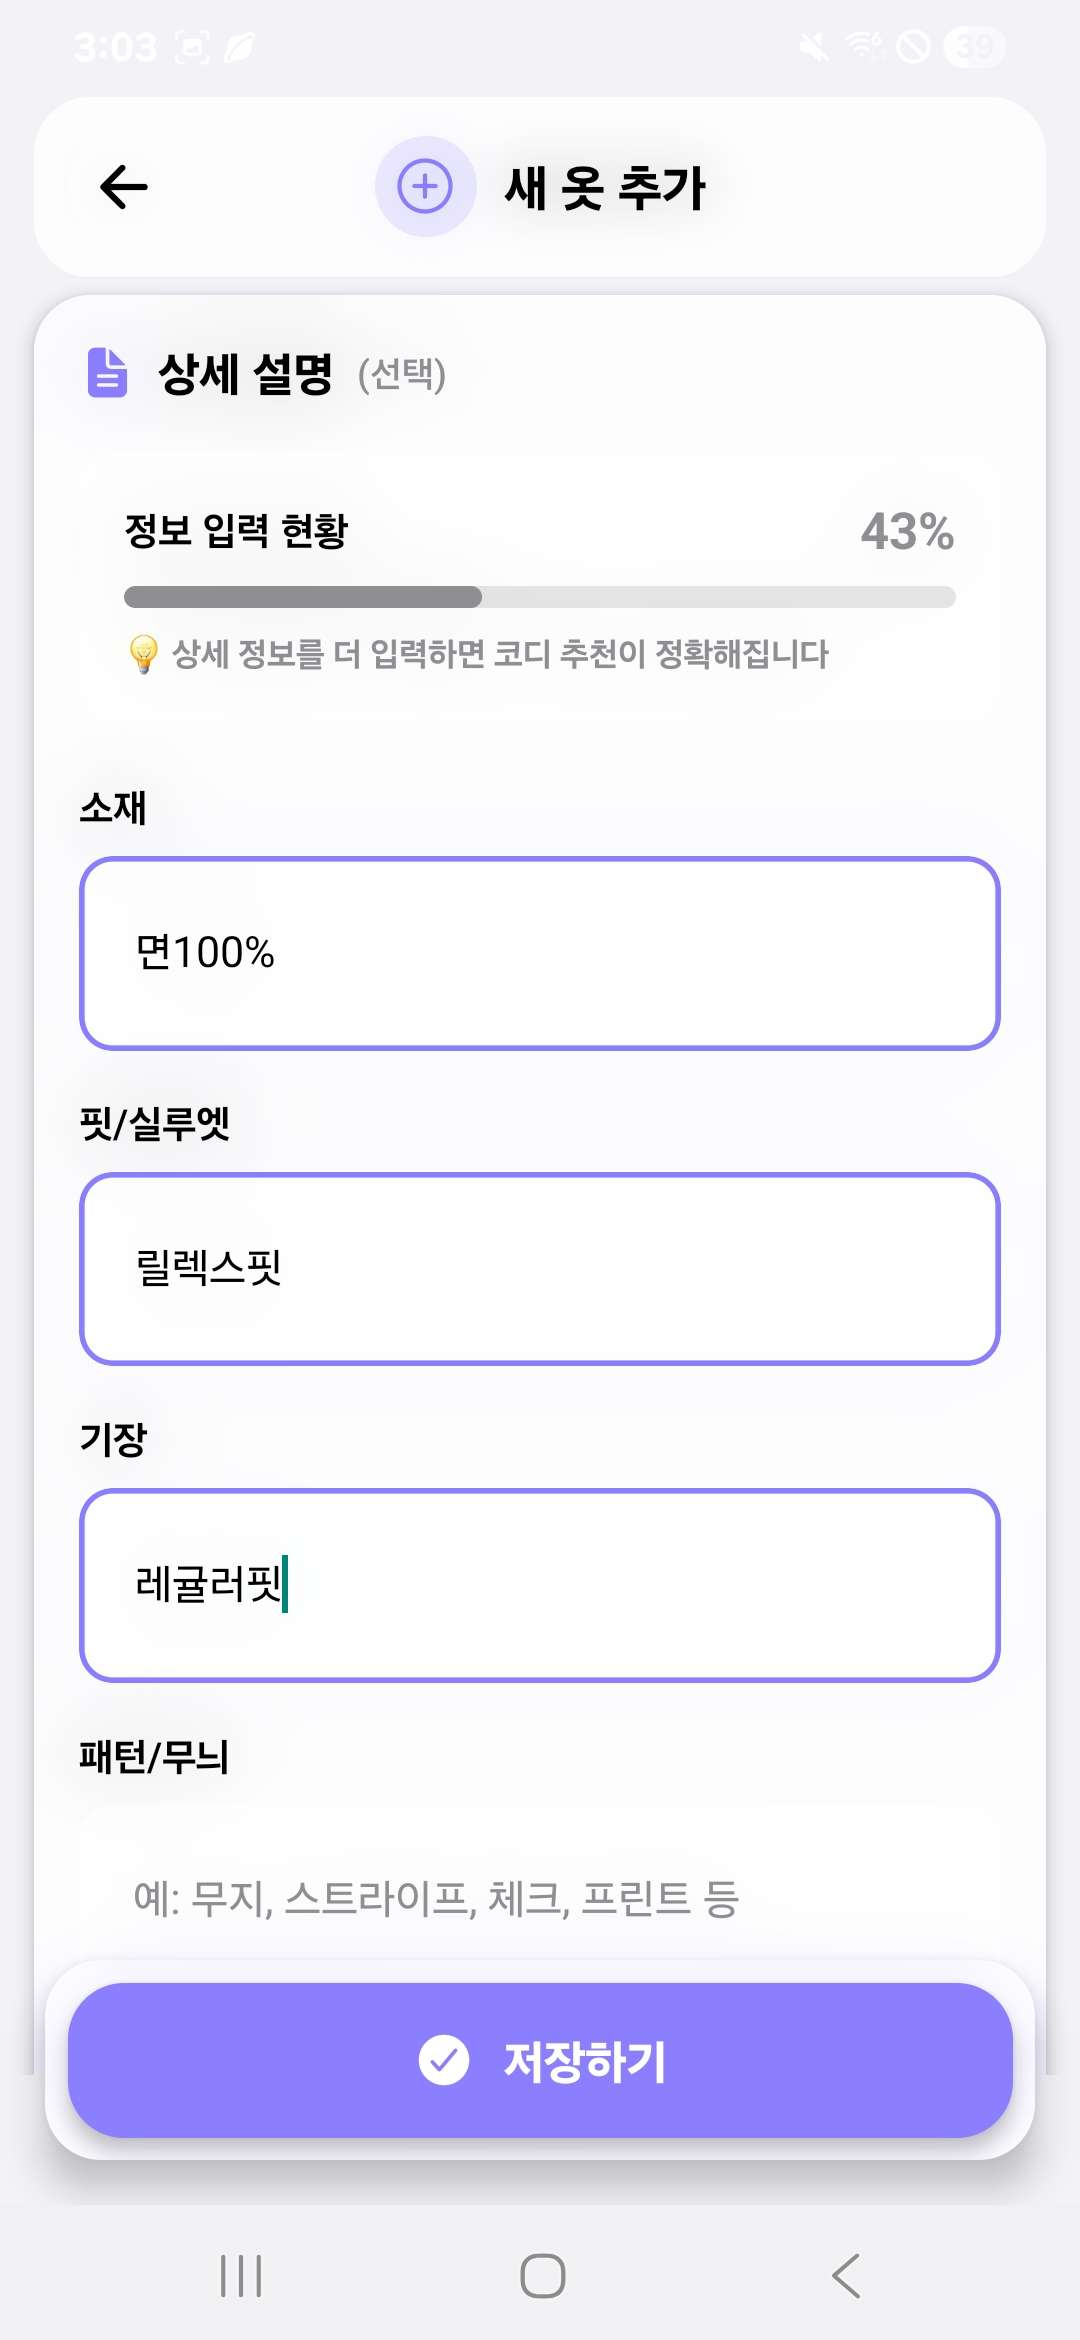 3:03
39
새 옷 추가
상세 설명 (선택)
정보 입력 현황 43%
상세 정보를 더 입력하면 코디 추천이 정확해집니다
소재
면100%
핏/실루엣
릴렉스핏
기장
레귤러핏
패턴/무늬
예: 무지, 스트라이프, 체크, 프린트 등
저장하기